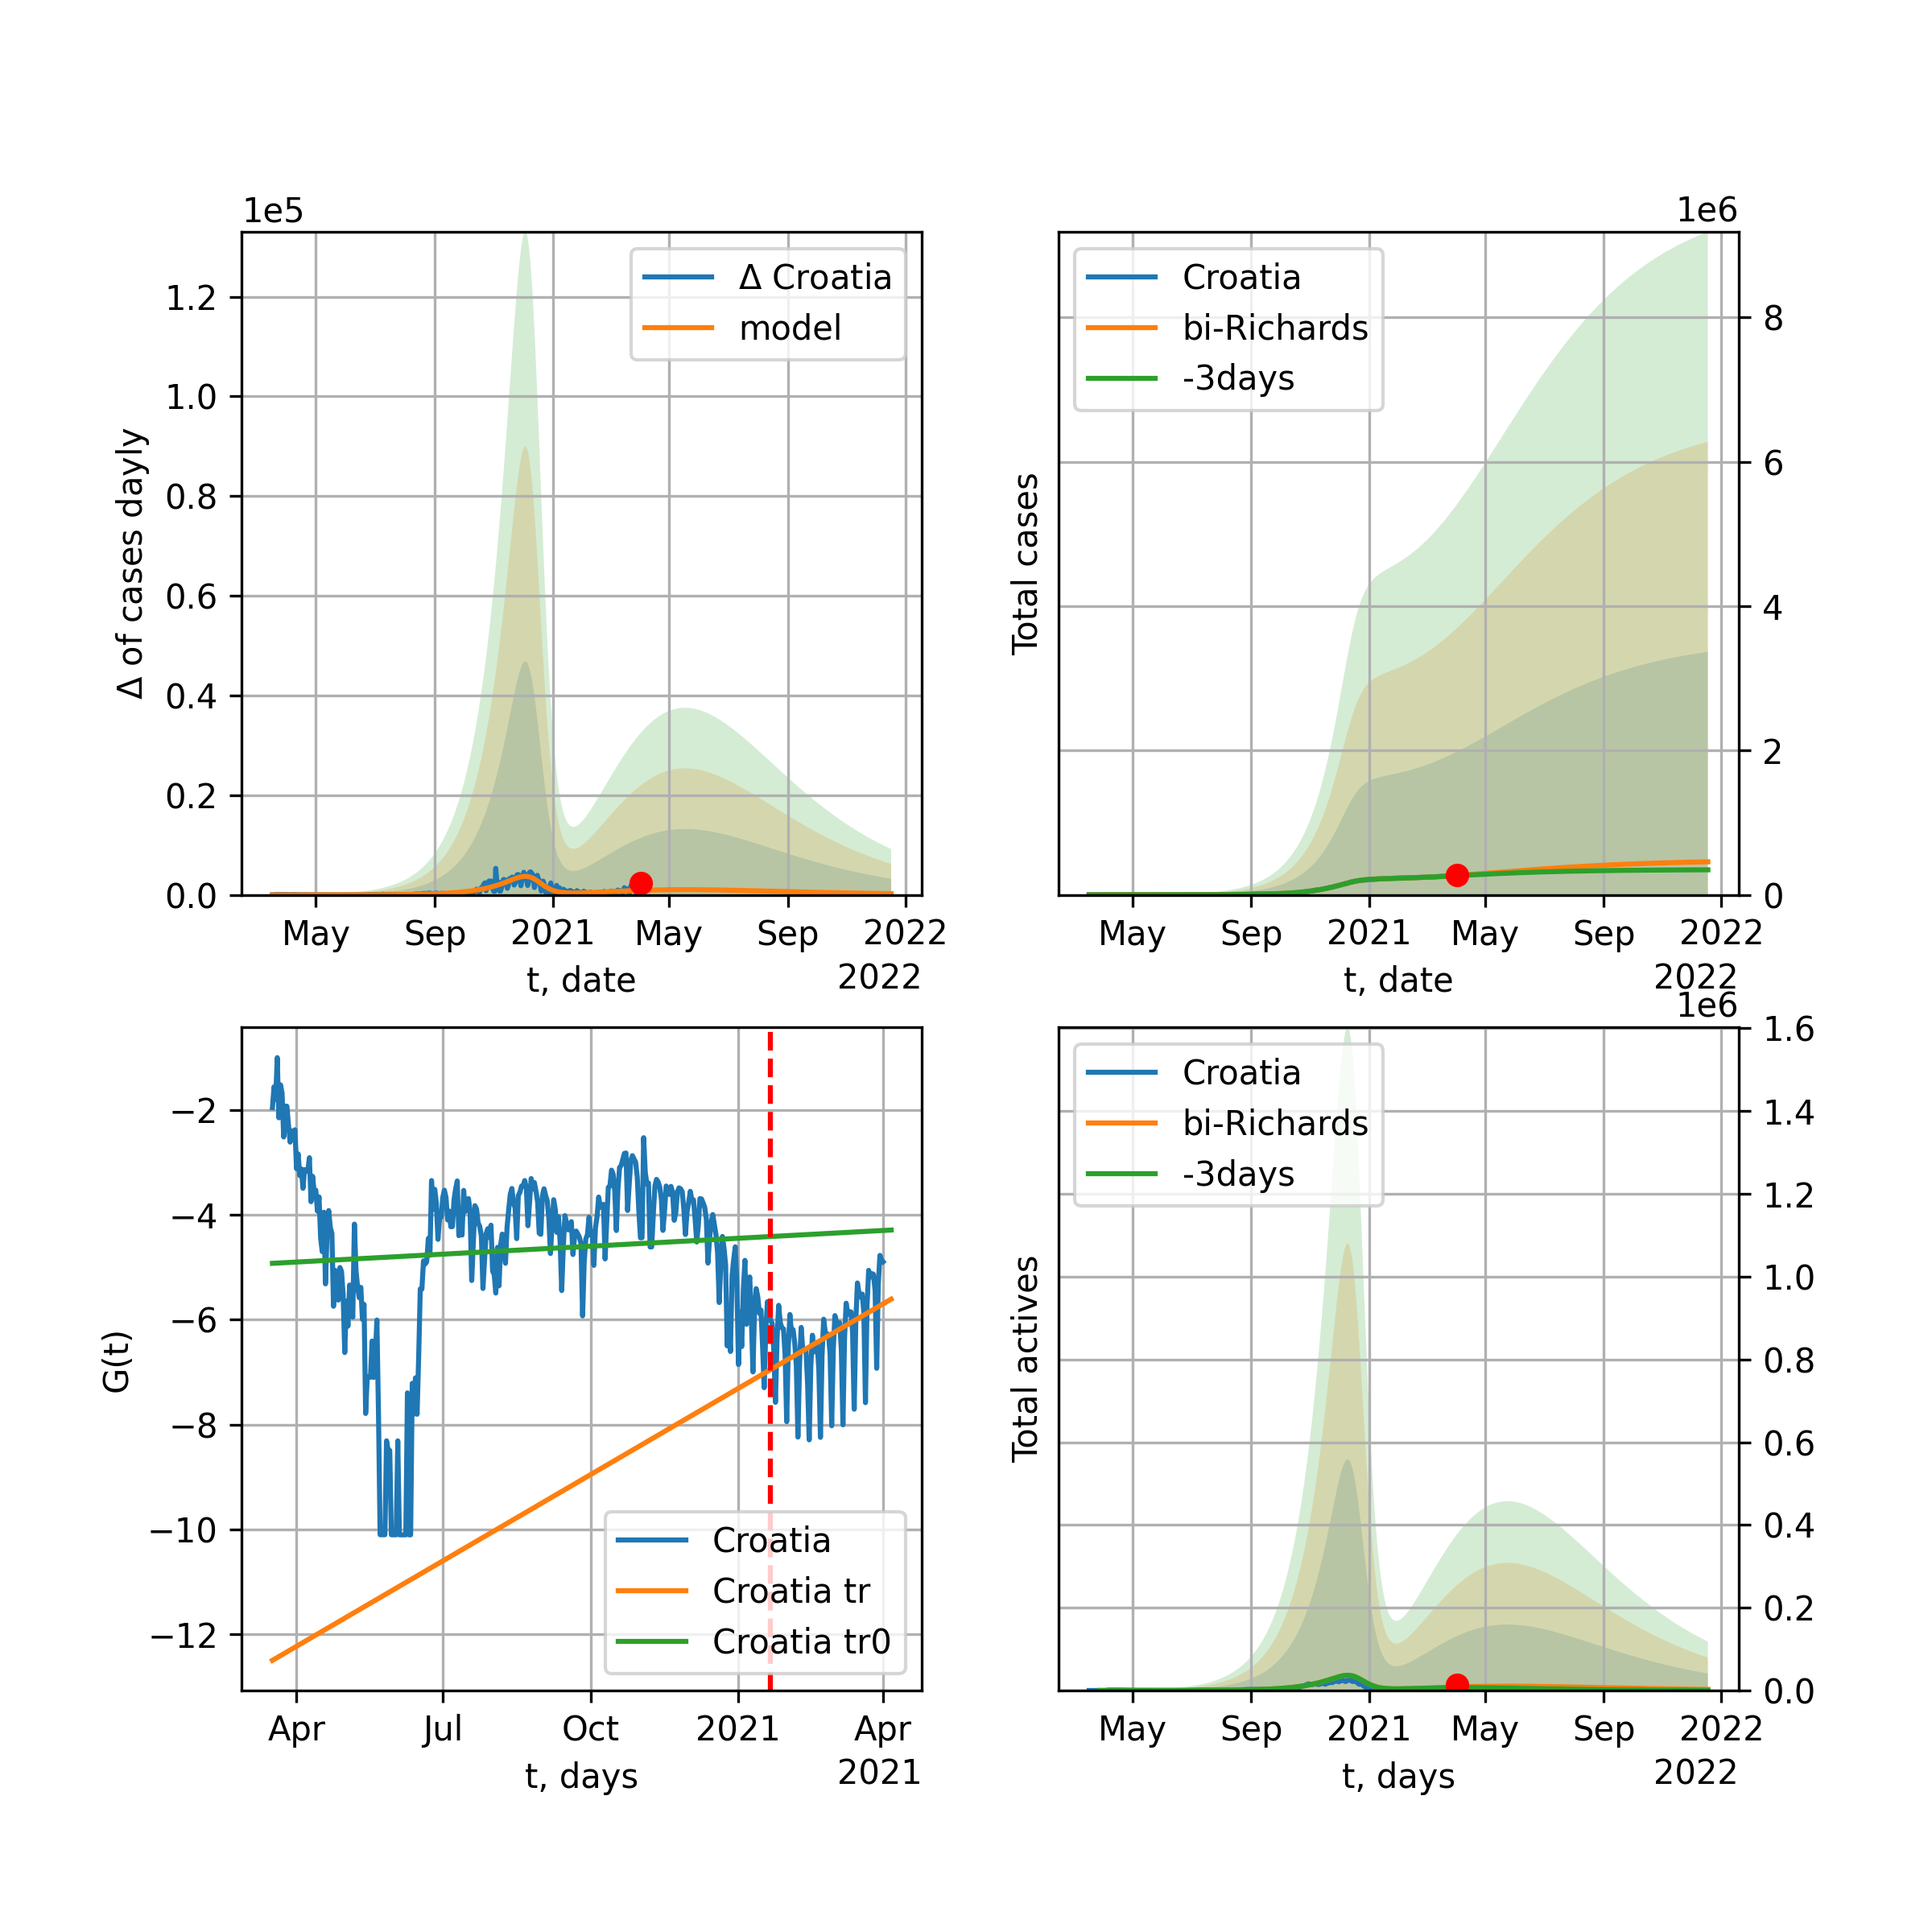 1e5
Δ of cases dayly
1.2
1.0
0.8
0.6
0.4
0.2
0.0
Δ Croatia
model
May Sep 2021 May Sep 2022
t, date 2022
1e6
Total cases
Croatia
bi-Richards
-3days
8
6
4
2
0
May Sep 2021 May Sep 2022
t, date 2022
G(t)
−2
−4
−6
−8
−10
−12
Croatia
Croatia tr
Croatia tr0
Apr Jul Oct 2021 Apr
t, days 2021
1e6
Total actives
Croatia
bi-Richards
-3days
1.6
1.4
1.2
1.0
0.8
0.6
0.4
0.2
0.0
May Sep 2021 May Sep 2022
t, days 2022